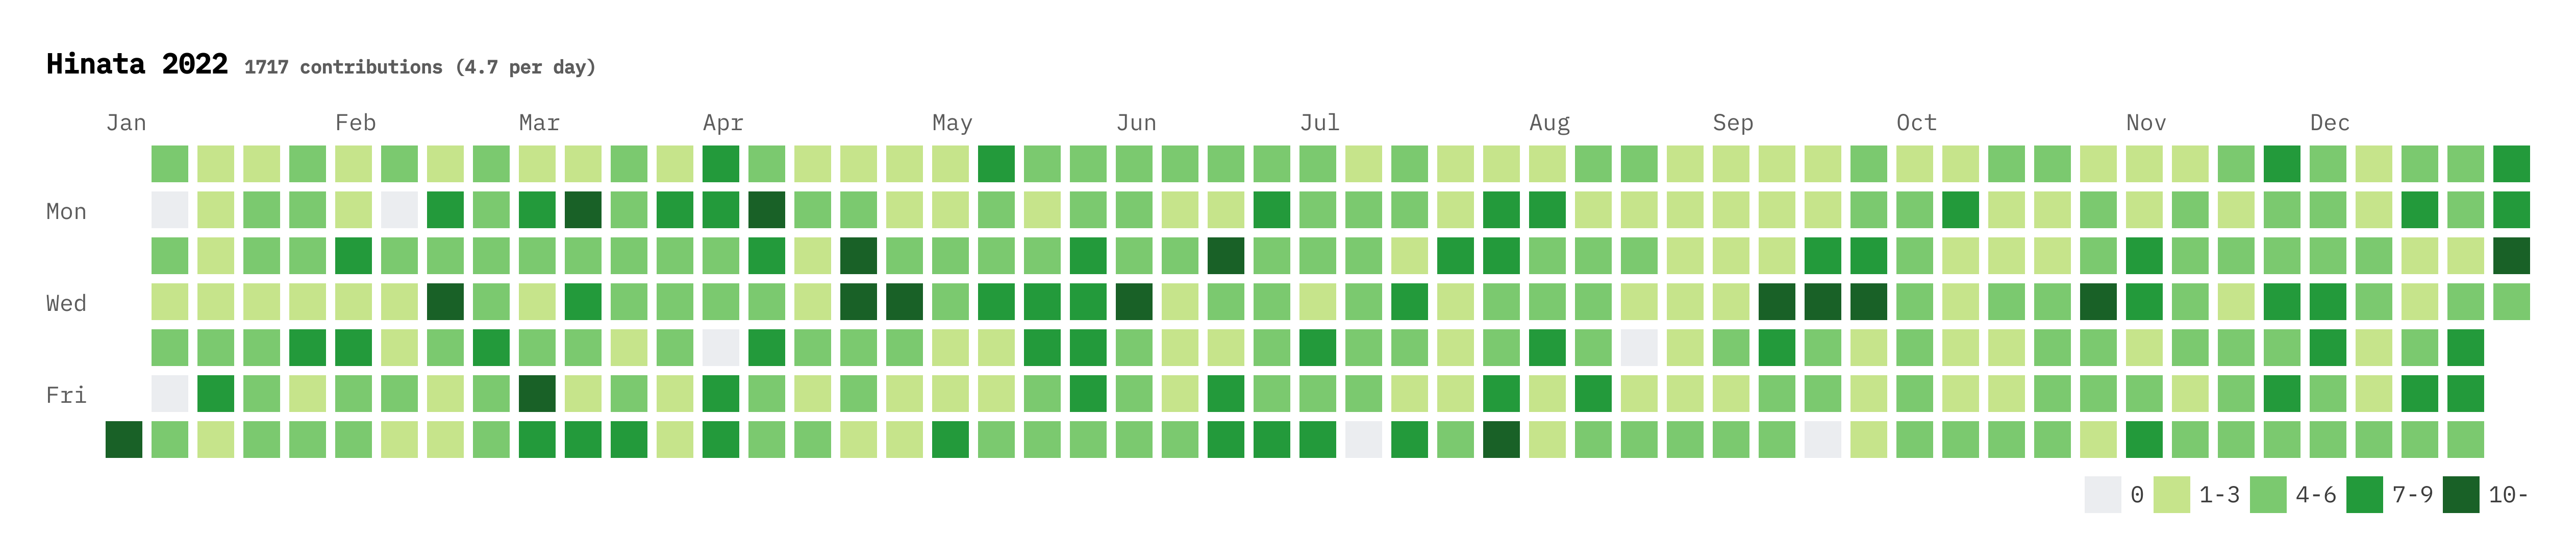 Hinata 2022 1717 contributions (4.7 per day)
Jan Feb Mar Apr May Jun Jul Aug Sep Oct Nov Dec
Mon
Wed
Fri
0 1-3 4-6 7-9 10-